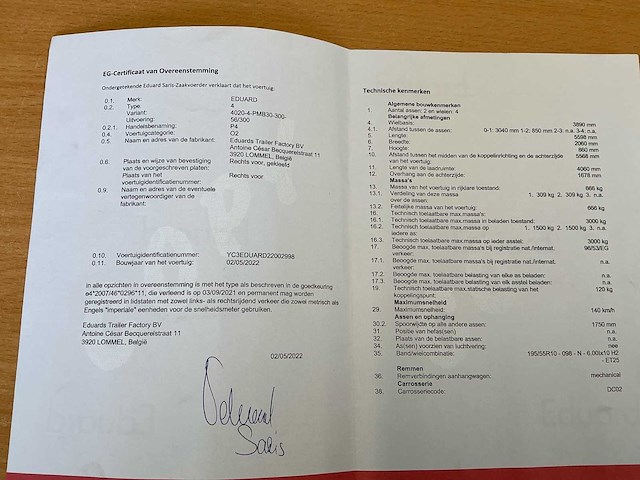 EG-Certificaat van Overeenstemming
Ondergetekende Eduard Saris-Zaakvoerder verklaart dat het voertuig:
0.1. Merk: EDUARD
0.2. Type: 4
Variant: 4020-4-PMB30-300-
Uitvoering 56/300
0.2.1. Handelsbenaming: P4
0.4. Voertuigcategorie: O2
0.5. Naam en adres van de fabrikant: Eduards Trailer Factory BV
Antoine César Becquerelstraat 11
3920 LOMMEL, België
0.6. Plaats en wijze van bevestiging Rechts voor, gekleefd
van de voorgeschreven platen:
Plaats van het Rechts voor
voertuigidentificatienummer:
0.9. Naam en adres van de eventuele
vertegenwoordiger van de
fabrikant:
0.10. Voertuigidentificatienummer: YC3EDUARD22002998
0.11. Bouwjaar van het voertuig: 02/05/2022
in alle opzichten in overeenstemming is met het type als beschreven in de goedkeuring
e4*2007/46*0296*11, die verleend is op 03/09/2021 en permanent mag worden
geregistreerd in lidstaten met zowel links- als rechtsrijdend verkeer die zowel metrisch als
Engels "imperiale" eenheden voor de snelheidsmeter gebruiken.
Eduards Trailer Factory BV
Antoine César Becquerelstraat 11
3920 LOMMEL, België
02/05/2022
Eduard
Saris
Technische kenmerken
Algemene bouwkenmerken
1. Aantal assen: 2 en wielen: 4
Belangrijke afmetingen
4. Wielbasis: 3890 mm
4.1. Afstand tussen de assen: 0-1: 3040 mm 1-2: 850 mm 2-3: n.a. 3-4: n.a.
5. Lengte 5598 mm
6. Breedte: 2060 mm
7. Hoogte: 860 mm
10. Afstand tussen het midden van de koppelinrichting en de achterzijde 5568 mm
van het voertuig:
11. Lengte van de laadruimte: 4060 mm
12. Overhang aan de achterzijde: 1678 mm
Massa's
13. Massa van het voertuig in rijklare toestand: 666 kg
13.1. Verdeling van deze massa 1. 309 kg 2. 309 kg 3. n.a.
over de assen:
13.2. Feitelijke massa van het voertuig: 666 kg
16. Technisch toelaatbare max.massa's:
16.1. Technisch toelaatbare max.massa in beladen toestand: 3000 kg
16.2. Technisch toelaatbare max.massa op 1. 1500 kg 2. 1500 kg 3. n.a.
iedere as:
16.3. Technisch toelaatbare max.massa op ieder asstel: 3000 kg
17. Beoogde max. toelaatbare massa's bij registratie nat./internat. 96/53/EG
verkeer:
17.1. Beoogde max. toelaatbare massa's bij registratie nat./internat. n.a.
verkeer:
17.2. Beoogde max. toelaatbare belasting van elke as beladen: n.a.
17.3. Beoogde max. toelaatbare belasting van elk asstel beladen: n.a.
19. Technisch toelaatbare max.statische belasting van het 120 kg
koppelingspunt:
Maximumsnelheid
29. Maximumsnelheid: 140 km/h
Assen en ophanging
30.2. Spoorwijdte op alle andere assen: 1750 mm
31. Positie van hefas(sen) n.a.
32. Plaats van de belastbare assen: n.a.
34. As(sen) voorzien van luchtvering: nee
35. Band/wielcombinatie: 195/55R10 - 098 - N - 6,00Ix10 H2
- ET25
Remmen
36. Remverbindingen aanhangwagen: mechanical
Carrosserie
38. Carrosseriecode: DC02